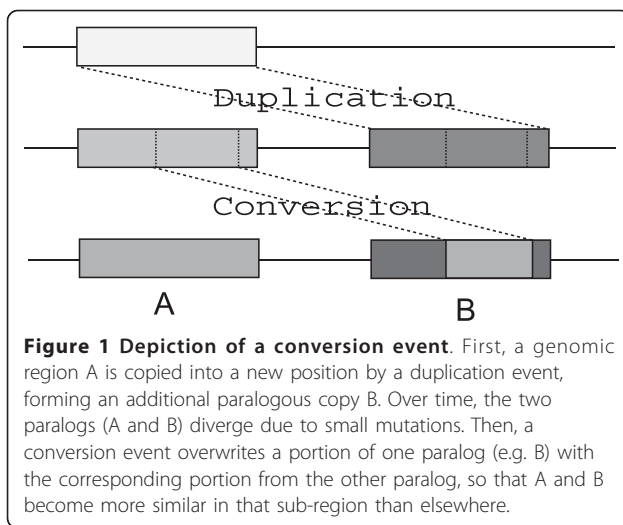 Duplication
Conversion
A
B
Figure 1 Depiction of a conversion event. First, a genomic
region A is copied into a new position by a duplication event,
forming an additional paralogous copy B. Over time, the two
paralogs (A and B) diverge due to small mutations. Then, a
conversion event overwrites a portion of one paralog (e.g. B) with
the corresponding portion from the other paralog, so that A and B
become more similar in that sub-region than elsewhere.